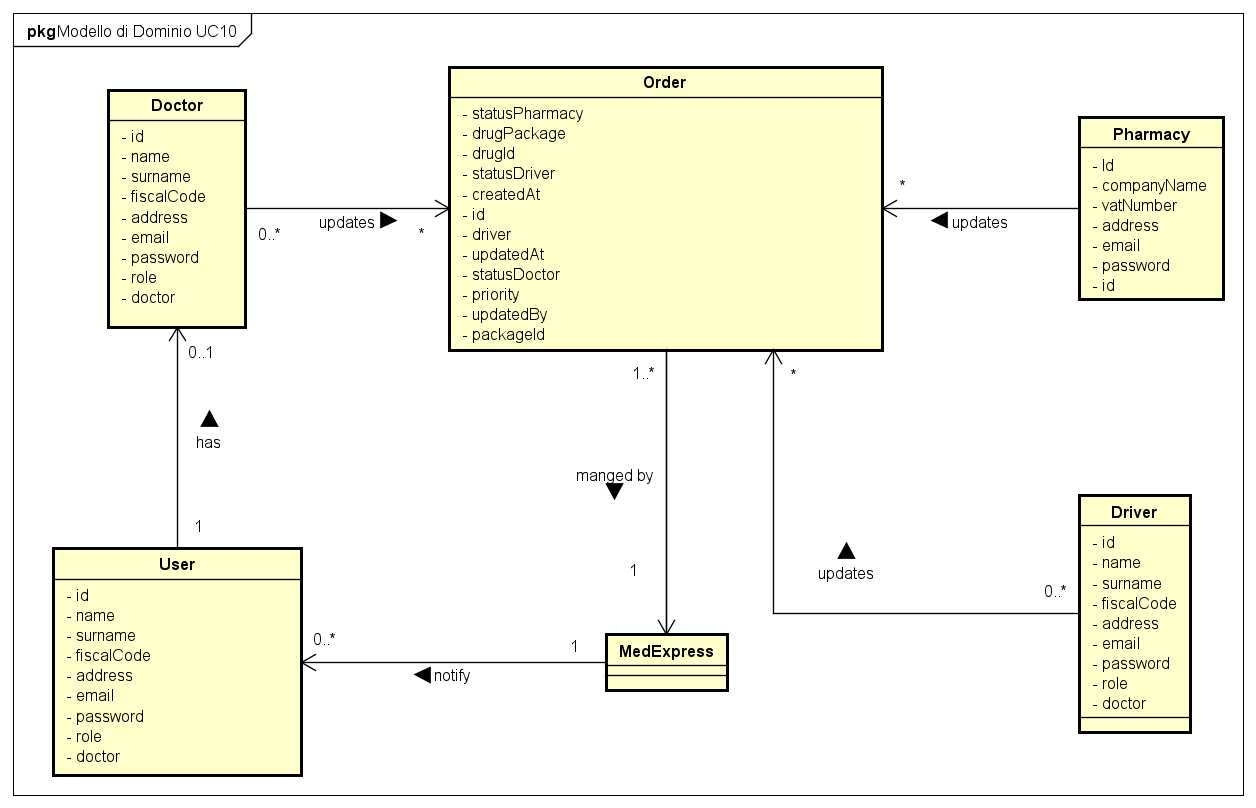 pkg Modello di Dominio UC10
Doctor
- id
- name
- surname
- fiscalCode
- address
- email
- password
- role
- doctor
Order
- statusPharmacy
- drugPackage
- drugId
- statusDriver
- createdAt
- id
- driver
- updatedAt
- statusDoctor
- priority
- updatedBy
- packageId
Pharmacy
- Id
- companyName
- vatNumber
- address
- email
- password
- id
0..*
updates
*
*
updates
0..1
has
1
1..*
manged by
1
*
updates
0..*
User
- id
- name
- surname
- fiscalCode
- address
- email
- password
- role
- doctor
0..*
notify
1
MedExpress
Driver
- id
- name
- surname
- fiscalCode
- address
- email
- password
- role
- doctor